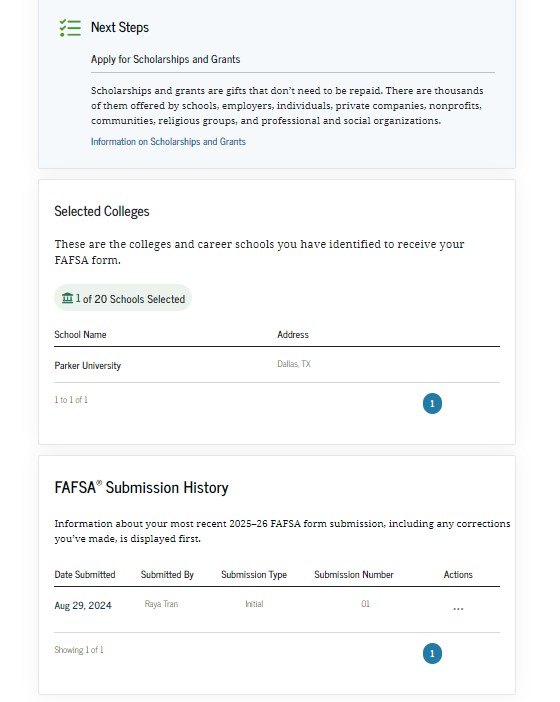 Next Steps
Apply for Scholarships and Grants
Scholarships and grants are gifts that don't need to be repaid. There are thousands
of them offered by schools, employers, individuals, private companies, nonprofits,
communities, religious groups, and professional and social organizations.
Information on Scholarships and Grants
Selected Colleges
These are the colleges and career schools you have identified to receive your
FAFSA form.
1 of 20 Schools Selected
School Name Address
Parker University Dallas, TX
1 to 1 of 1 1
FAFSA® Submission History
Information about your most recent 2025–26 FAFSA form submission, including any corrections
you've made, is displayed first.
Date Submitted Submitted By Submission Type Submission Number Actions
Aug 29, 2024 Raya Tran Initial 01 ...
Showing 1 of 1 1